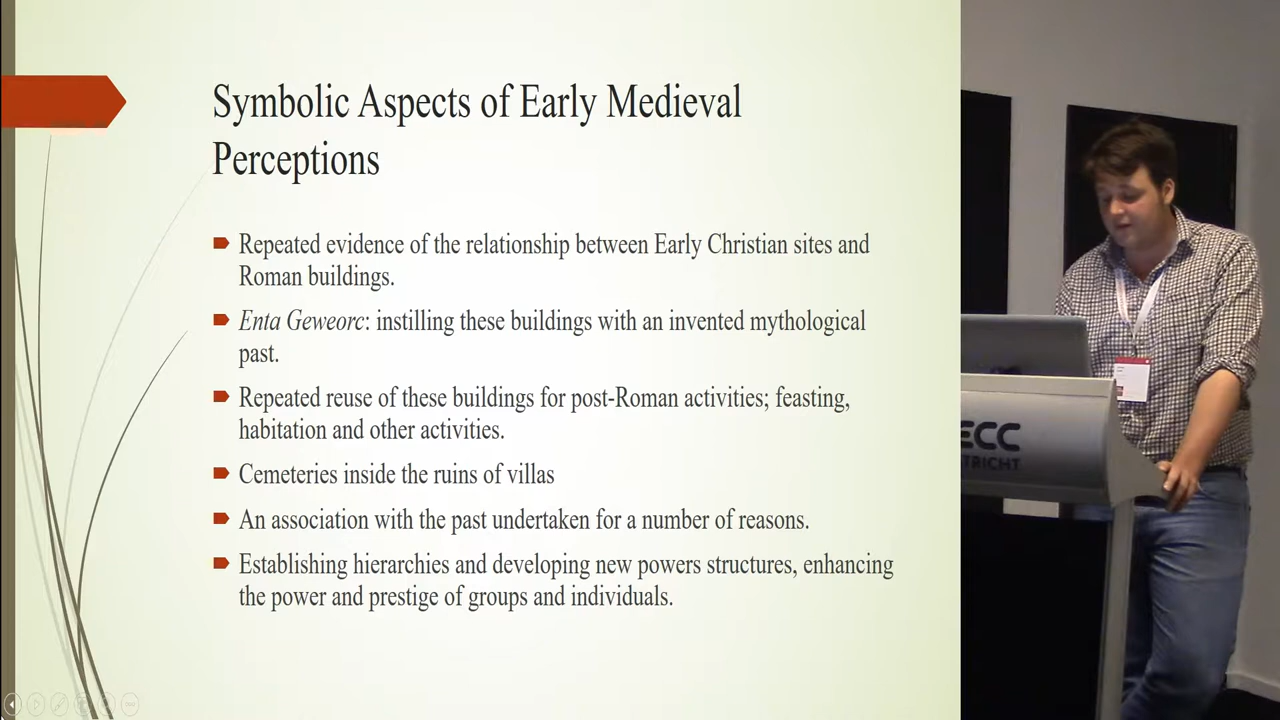 Symbolic Aspects of Early Medieval
Perceptions
Repeated evidence of the relationship between Early Christian sites and
Roman buildings.
Enta Geweorc: instilling these buildings with an invented mythological
past.
Repeated reuse of these buildings for post-Roman activities; feasting,
habitation and other activities.
Cemeteries inside the ruins of villas
An association with the past undertaken for a number of reasons.
Establishing hierarchies and developing new powers structures, enhancing
the power and prestige of groups and individuals.
ECC
TRICHT